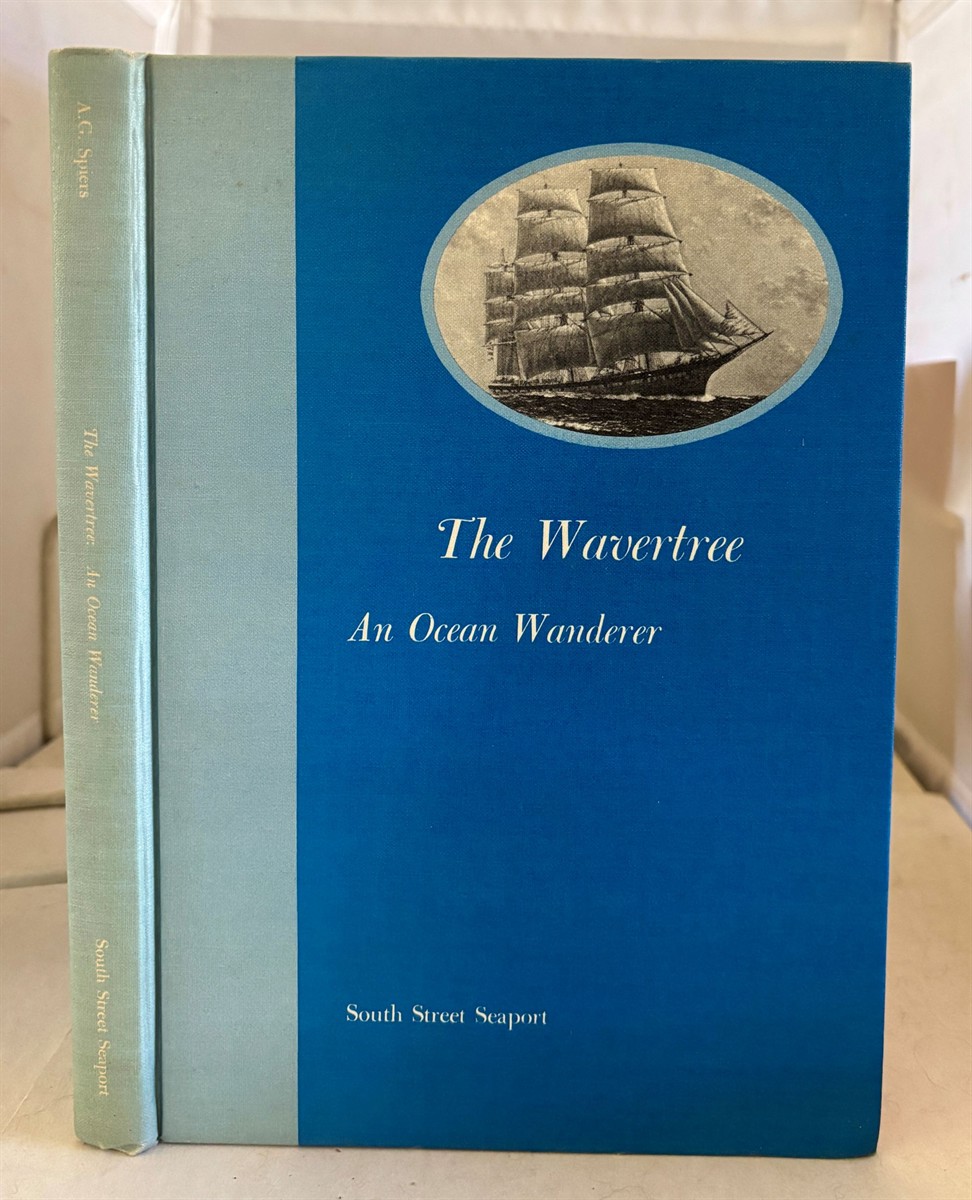 A.G. Spiers
The Wavertree: An Ocean Wanderer
South Street Seaport
The Wavertree
An Ocean Wanderer
South Street Seaport